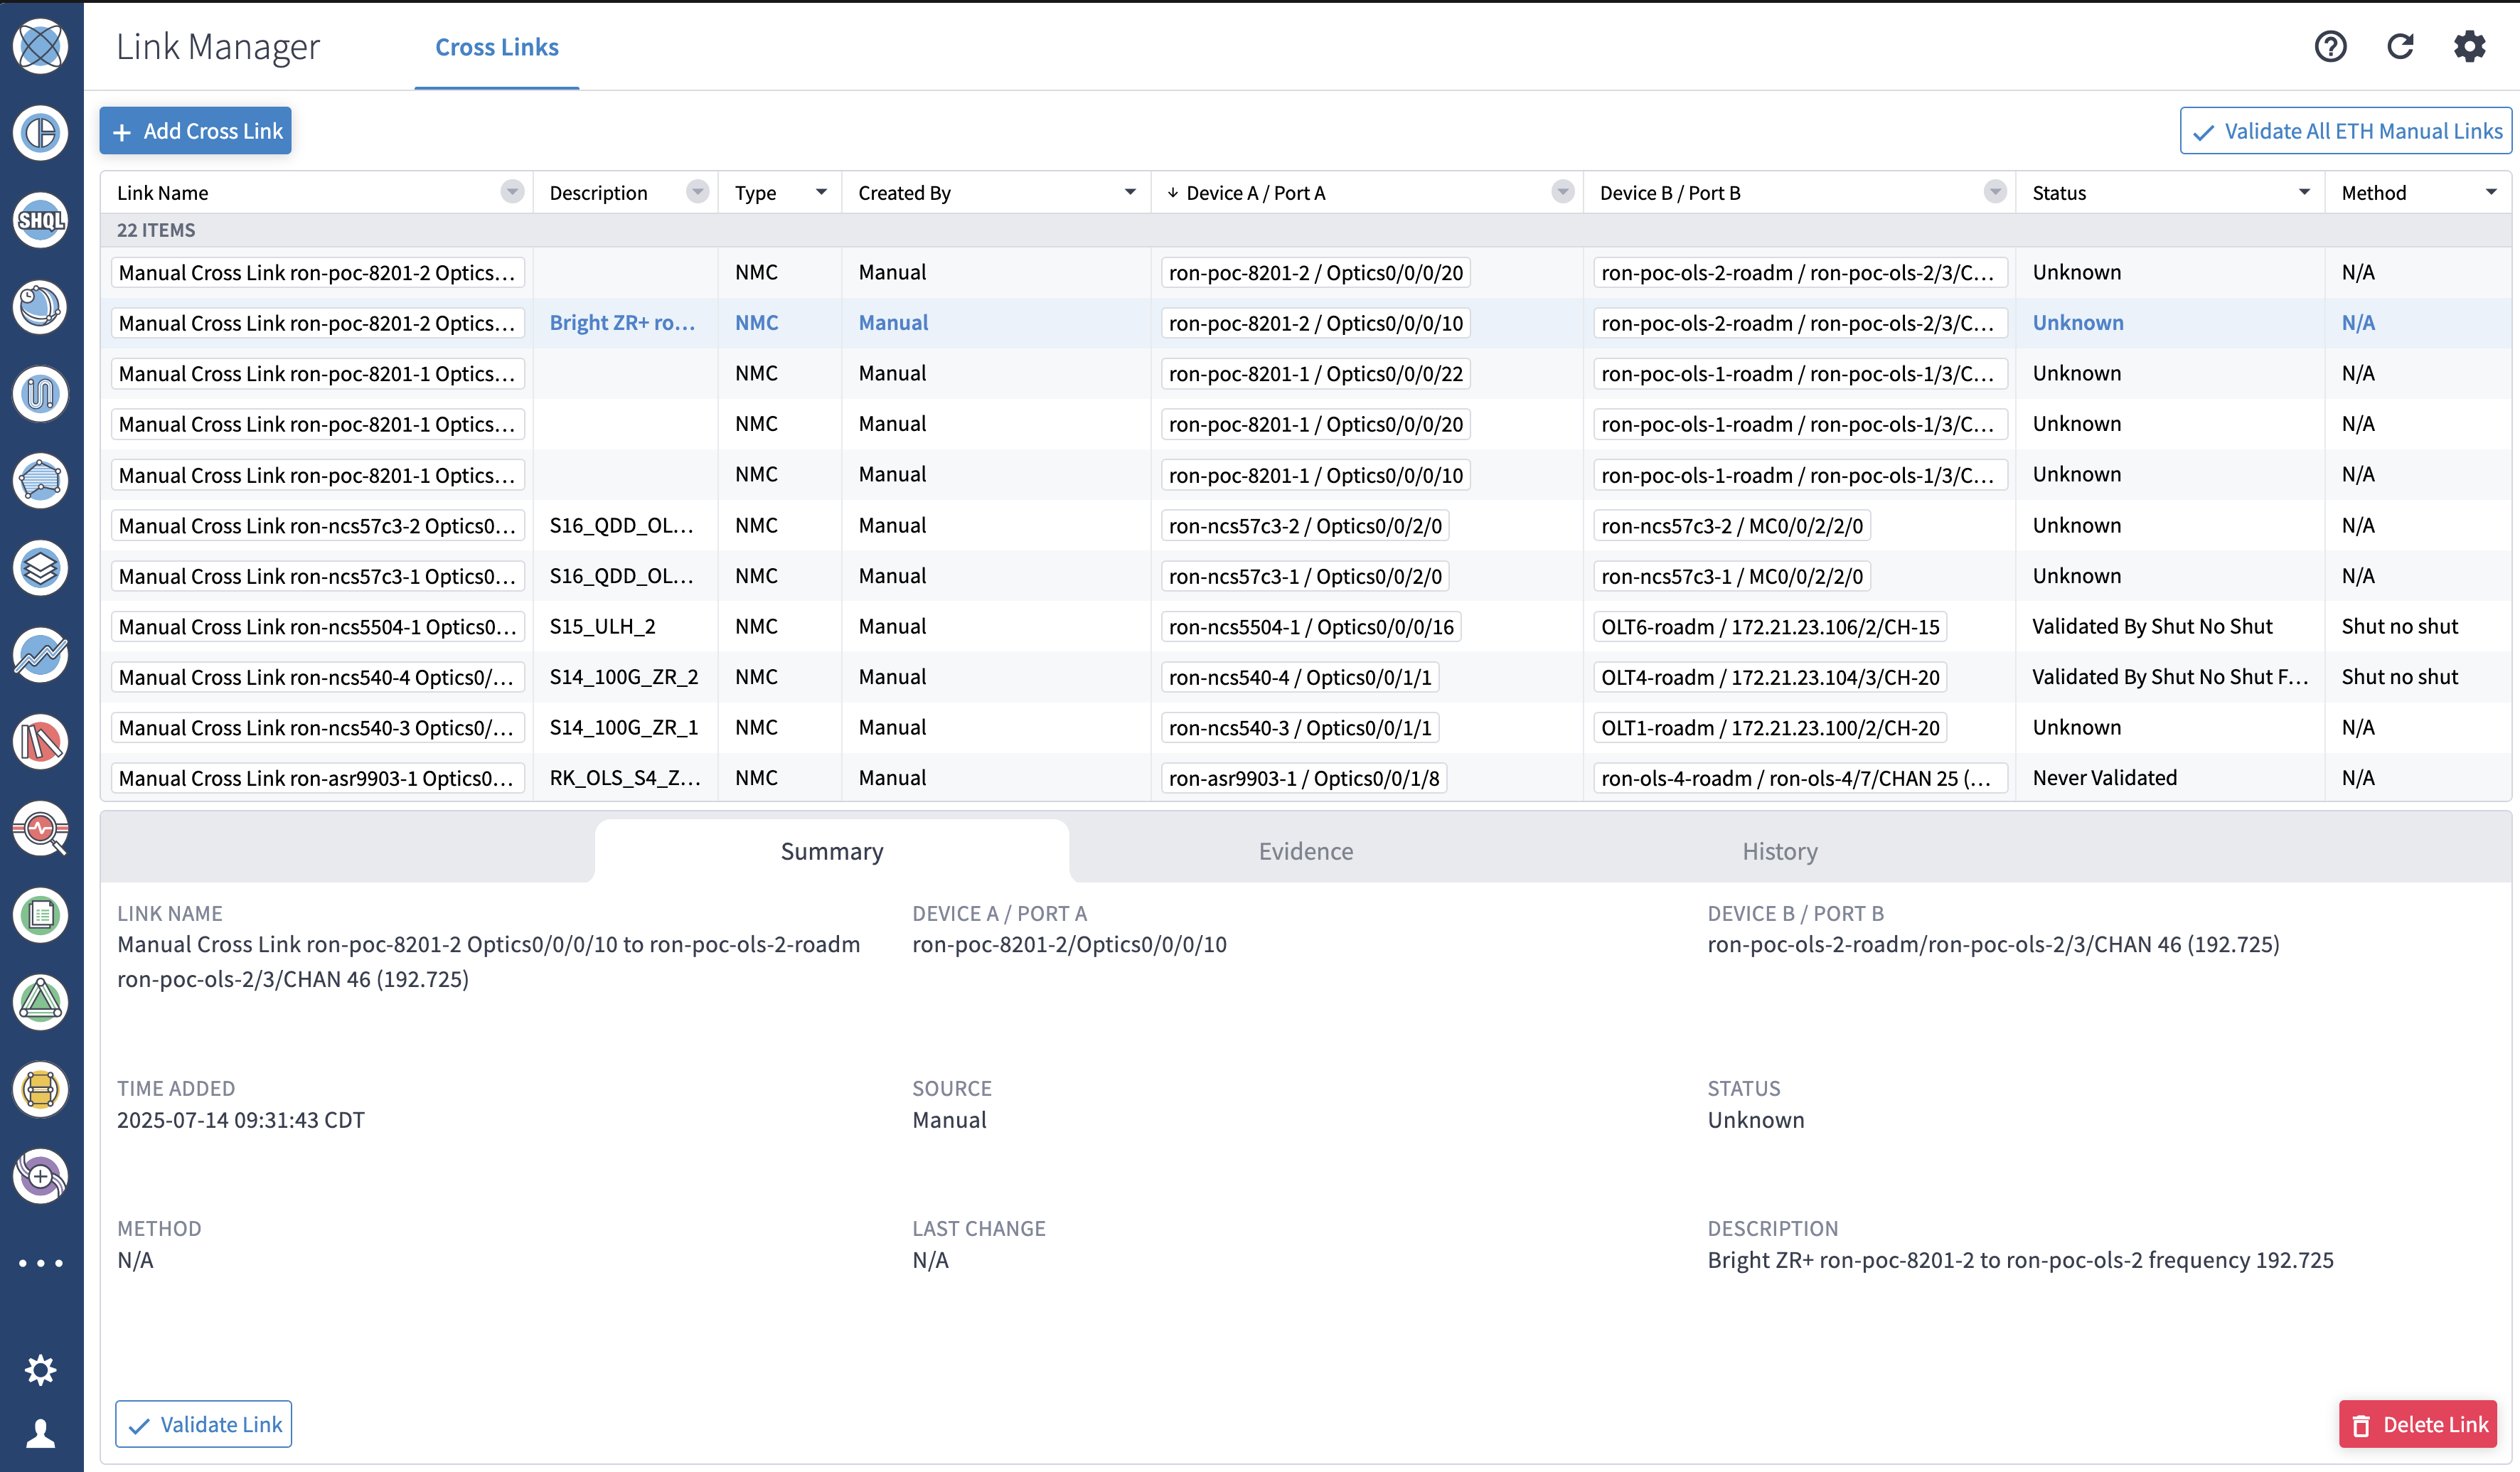 Link Manager
Cross Links
+ Add Cross Link
Validate All ETH Manual Links
Link Name Description Type Created By Device A / Port A Device B / Port B Status Method
22 ITEMS
Manual Cross Link ron-poc-8201-2 Optics... NMC Manual ron-poc-8201-2 / Optics0/0/0/20 ron-poc-ols-2-roadm / ron-poc-ols-2/3/C... Unknown N/A
Manual Cross Link ron-poc-8201-2 Optics... Bright ZR+ ro... NMC Manual ron-poc-8201-2 / Optics0/0/0/10 ron-poc-ols-2-roadm / ron-poc-ols-2/3/C... Unknown N/A
Manual Cross Link ron-poc-8201-1 Optics... NMC Manual ron-poc-8201-1 / Optics0/0/0/22 ron-poc-ols-1-roadm / ron-poc-ols-1/3/C... Unknown N/A
Manual Cross Link ron-poc-8201-1 Optics... NMC Manual ron-poc-8201-1 / Optics0/0/0/20 ron-poc-ols-1-roadm / ron-poc-ols-1/3/C... Unknown N/A
Manual Cross Link ron-poc-8201-1 Optics... NMC Manual ron-poc-8201-1 / Optics0/0/0/10 ron-poc-ols-1-roadm / ron-poc-ols-1/3/C... Unknown N/A
Manual Cross Link ron-ncs57c3-2 Optics0... S16_QDD_OL... NMC Manual ron-ncs57c3-2 / Optics0/0/2/0 ron-ncs57c3-2 / MC0/0/2/2/0 Unknown N/A
Manual Cross Link ron-ncs57c3-1 Optics0... S16_QDD_OL... NMC Manual ron-ncs57c3-1 / Optics0/0/2/0 ron-ncs57c3-1 / MC0/0/2/2/0 Unknown N/A
Manual Cross Link ron-ncs5504-1 Optics0... S15_ULH_2 NMC Manual ron-ncs5504-1 / Optics0/0/0/16 OLT6-roadm / 172.21.23.106/2/CH-15 Validated By Shut No Shut Shut no shut
Manual Cross Link ron-ncs540-4 Optics0/... S14_100G_ZR_2 NMC Manual ron-ncs540-4 / Optics0/0/1/1 OLT4-roadm / 172.21.23.104/3/CH-20 Validated By Shut No Shut F... Shut no shut
Manual Cross Link ron-ncs540-3 Optics0/... S14_100G_ZR_1 NMC Manual ron-ncs540-3 / Optics0/0/1/1 OLT1-roadm / 172.21.23.100/2/CH-20 Unknown N/A
Manual Cross Link ron-asr9903-1 Optics0... RK_OLS_S4_Z... NMC Manual ron-asr9903-1 / Optics0/0/1/8 ron-ols-4-roadm / ron-ols-4/7/CHAN 25 (... Never Validated N/A
SHQL
Summary Evidence History
LINK NAME DEVICE A / PORT A DEVICE B / PORT B
Manual Cross Link ron-poc-8201-2 Optics0/0/0/10 to ron-poc-ols-2-roadm ron-poc-8201-2/Optics0/0/0/10 ron-poc-ols-2-roadm/ron-poc-ols-2/3/CHAN 46 (192.725)
ron-poc-ols-2/3/CHAN 46 (192.725)
TIME ADDED SOURCE STATUS
2025-07-14 09:31:43 CDT Manual Unknown
METHOD LAST CHANGE DESCRIPTION
N/A N/A Bright ZR+ ron-poc-8201-2 to ron-poc-ols-2 frequency 192.725
Validate Link
Delete Link